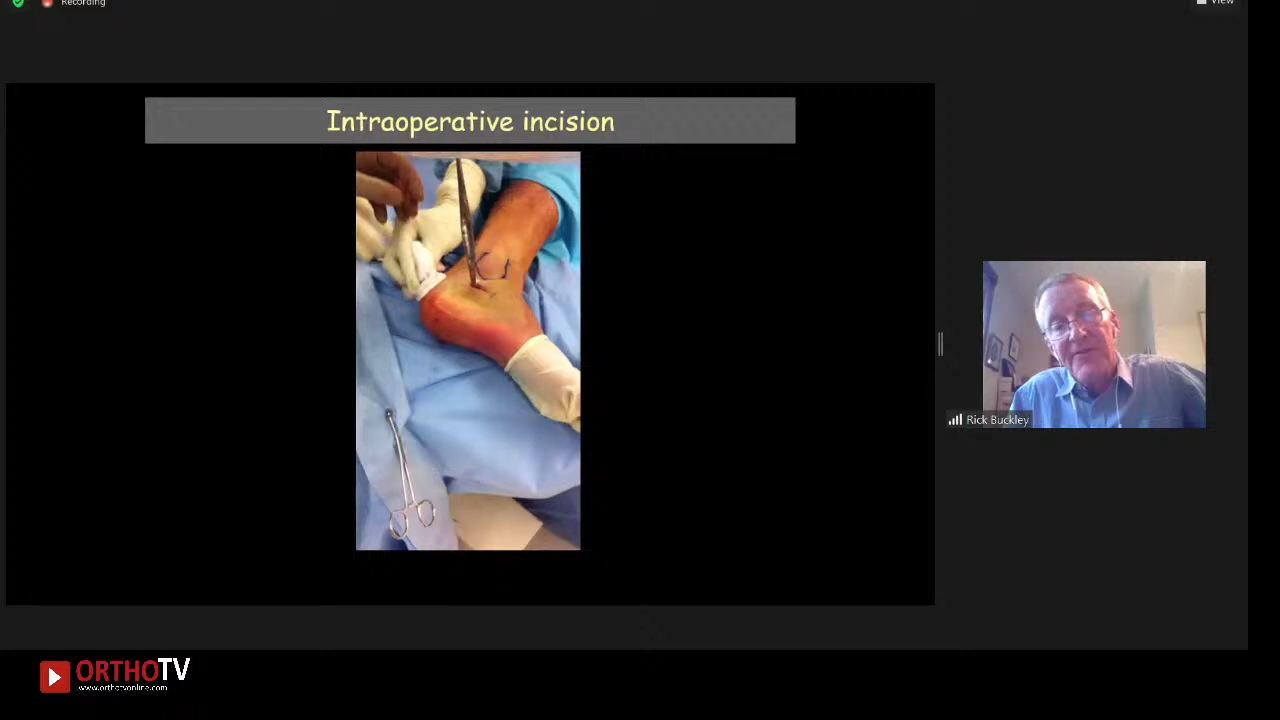 Recording
View
Intraoperative incision
Rick Buckley
ORTHOTV
www.orthotvonline.com